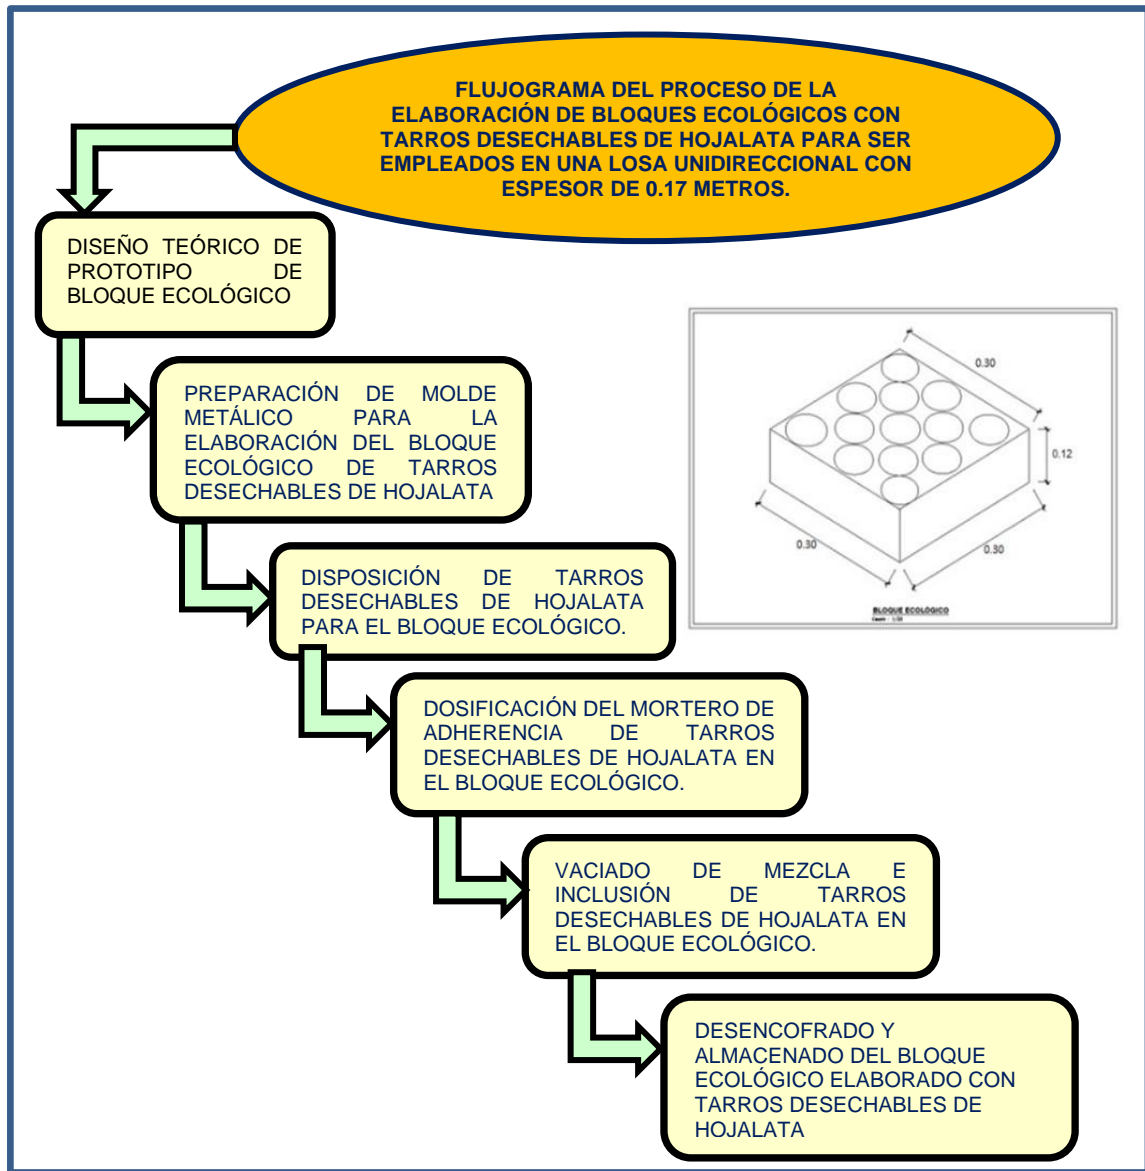 FLUJOGRAMA DEL PROCESO DE LA
ELABORACIÓN DE BLOQUES ECOLÓGICOS CON
TARROS DESECHABLES DE HOJALATA PARA SER
EMPLEADOS EN UNA LOSA UNIDIRECCIONAL CON
ESPESOR DE 0.17 METROS.
DISEÑO TEÓRICO DE
PROTOTIPO DE
BLOQUE ECOLÓGICO
PREPARACIÓN DE MOLDE
METÁLICO PARA LA
ELABORACIÓN DEL BLOQUE
ECOLÓGICO DE TARROS
DESECHABLES DE HOJALATA
0.30
0.12
0.30
0.30
BLOQUE ECOLÓGICO
DISPOSICIÓN DE TARROS
DESECHABLES DE HOJALATA
PARA EL BLOQUE ECOLÓGICO.
DOSIFICACIÓN DEL MORTERO DE
ADHERENCIA DE TARROS
DESECHABLES DE HOJALATA EN
EL BLOQUE ECOLÓGICO.
VACIADO DE MEZCLA E
INCLUSIÓN DE TARROS
DESECHABLES DE HOJALATA EN
EL BLOQUE ECOLÓGICO.
DESENCOFRADO Y
ALMACENADO DEL BLOQUE
ECOLÓGICO ELABORADO CON
TARROS DESECHABLES DE
HOJALATA